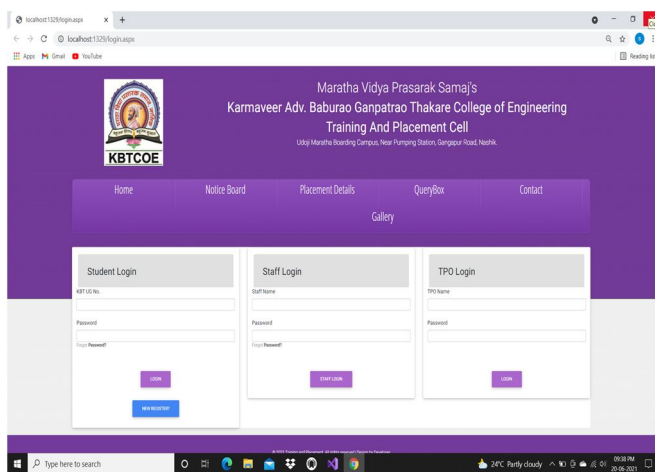 localhost:1329/login.aspx
localhost:1329/login.aspx
Apps Gmail YouTube Reading list
Maratha Vidya Prasarak Samaj's
Karmaveer Adv. Baburao Ganpatrao Thakare College of Engineering
Training And Placement Cell
Udoji Maratha Boarding Campus, Near Pumping Station, Gangapur Road, Nashik.
KBTCOE
Home Notice Board Placement Details QueryBox Contact
Gallery
Student Login
KBT UG No.
Password
Forgot Password?
LOGIN
NEW REGISTERY
Staff Login
Staff Name
Password
Forgot Password?
STAFF LOGIN
TPO Login
TPO Name
Password
LOGIN
Type here to search
24°C Partly cloudy
09:38 PM
20-06-2021